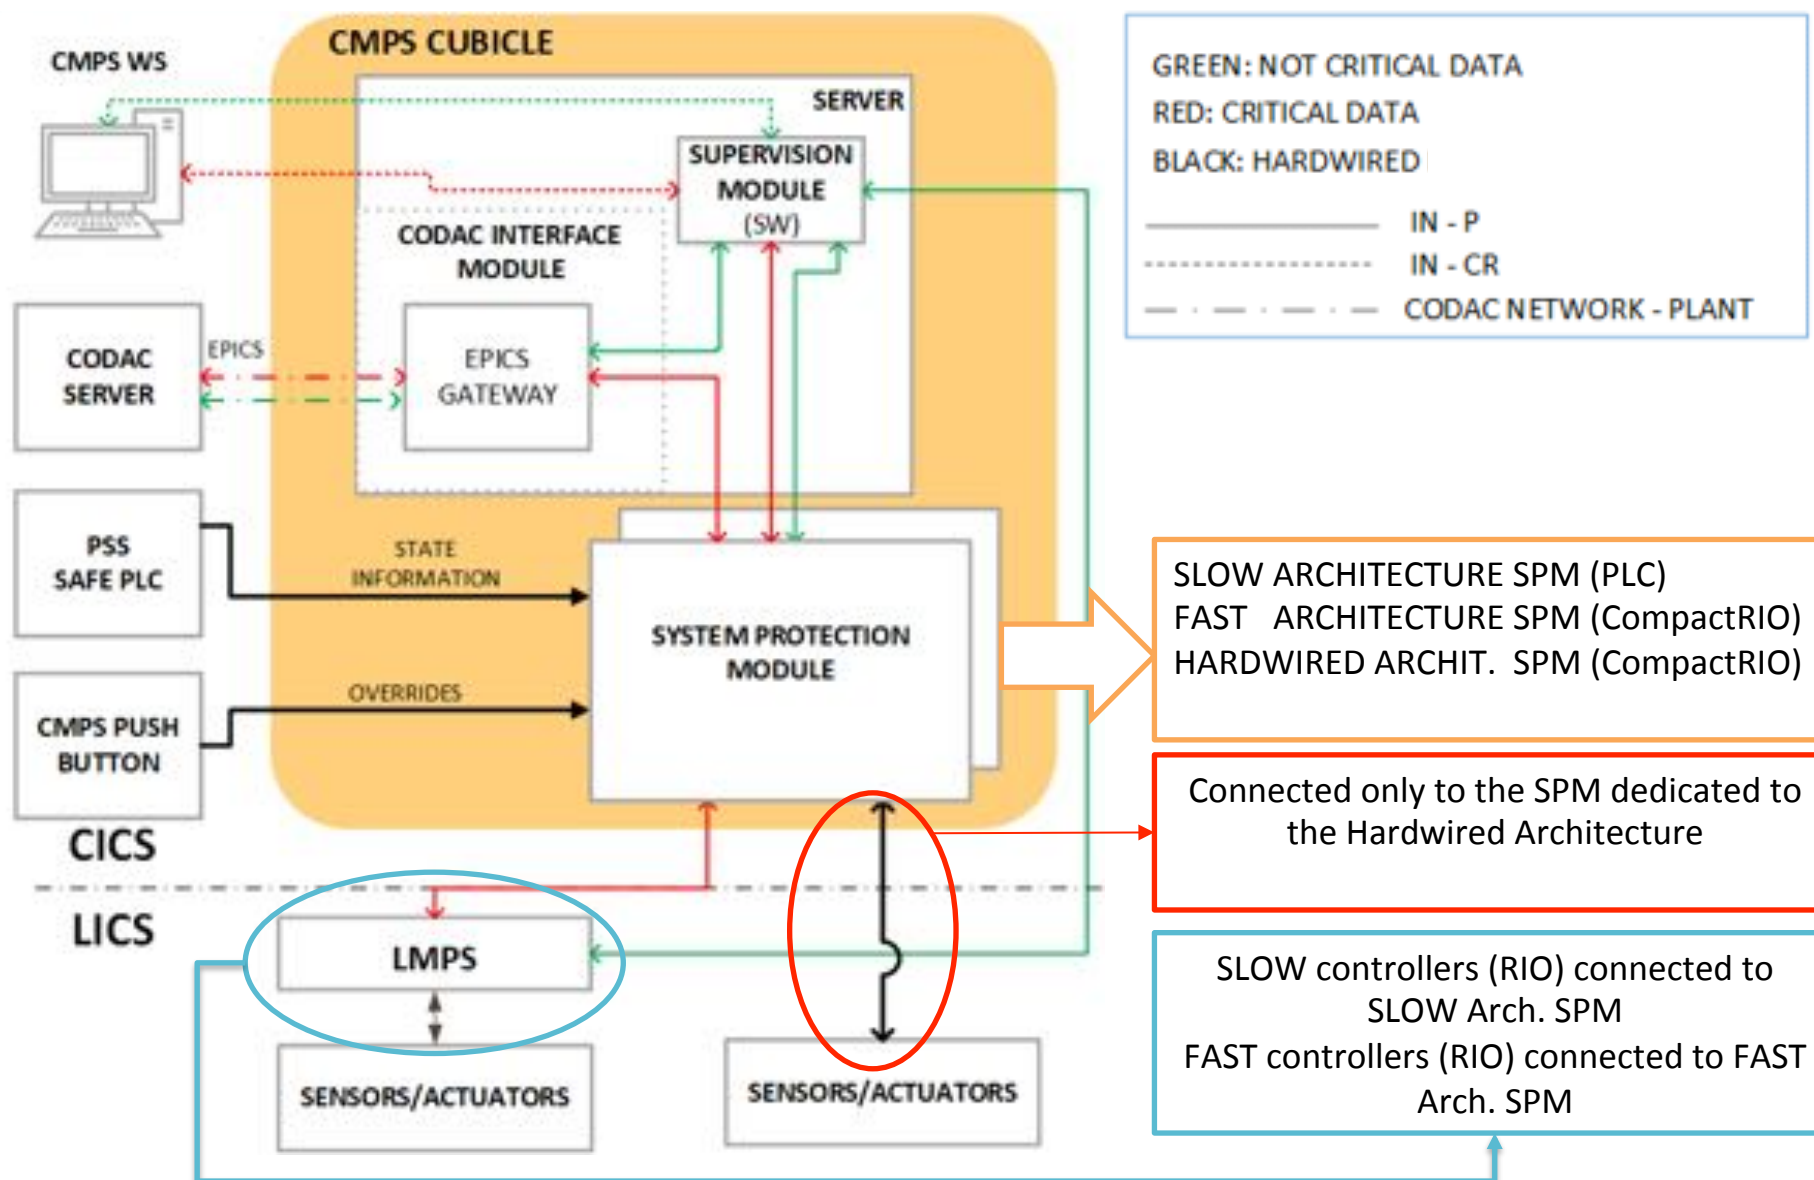 CMPS CUBICLE
CMPS WS
SERVER
SUPERVISION
MODULE
(SW)
CODAC INTERFACE
MODULE
CODAC
SERVER
EPICS
EPICS
GATEWAY
PSS
SAFE PLC
STATE
INFORMATION
SYSTEM PROTECTION
MODULE
CMPS PUSH
BUTTON
OVERRIDES
CICS
LICS
LMPS
SENSORS/ACTUATORS
SENSORS/ACTUATORS
GREEN: NOT CRITICAL DATA
RED: CRITICAL DATA
BLACK: HARDWIRED
IN - P
IN - CR
CODAC NETWORK - PLANT
SLOW ARCHITECTURE SPM (PLC)
FAST ARCHITECTURE SPM (CompactRIO)
HARDWIRED ARCHIT. SPM (CompactRIO)
Connected only to the SPM dedicated to
the Hardwired Architecture
SLOW controllers (RIO) connected to
SLOW Arch. SPM
FAST controllers (RIO) connected to FAST
Arch. SPM